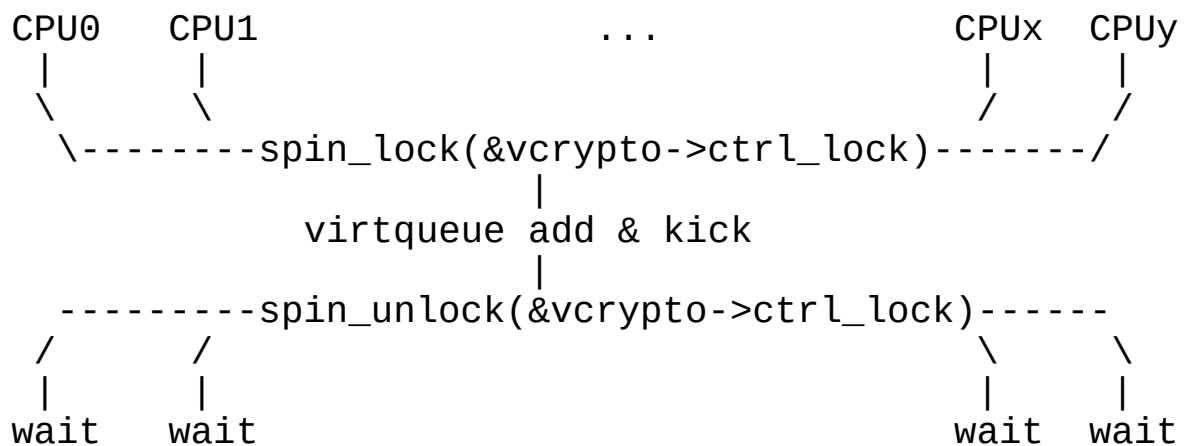 CPU0   CPU1                   ...                 CPUx  CPUy
 |      |                                          |     |
 \      \                                          /     /
  \--------spin_lock(&vcrypto->ctrl_lock)-------/
                      |
            virtqueue add & kick
                      |
  ---------spin_unlock(&vcrypto->ctrl_lock)------
 /      /                                          \     \
 |      |                                          |     |
wait   wait                                       wait  wait